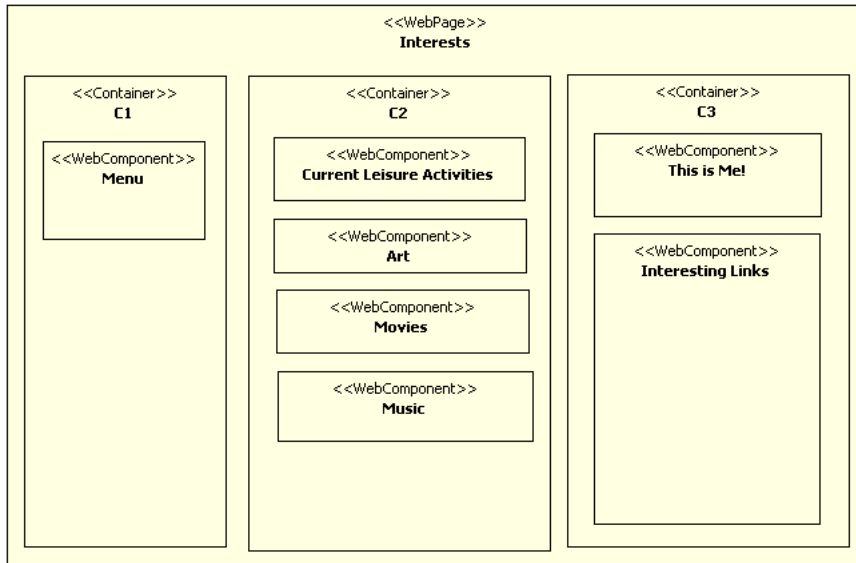 <<WebPage>>
Interests
<<Container>>
C1
<<WebComponent>>
Menu
<<Container>>
C2
<<WebComponent>>
Current Leisure Activities
<<WebComponent>>
Art
<<WebComponent>>
Movies
<<WebComponent>>
Music
<<Container>>
C3
<<WebComponent>>
This is Me!
<<WebComponent>>
Interesting Links